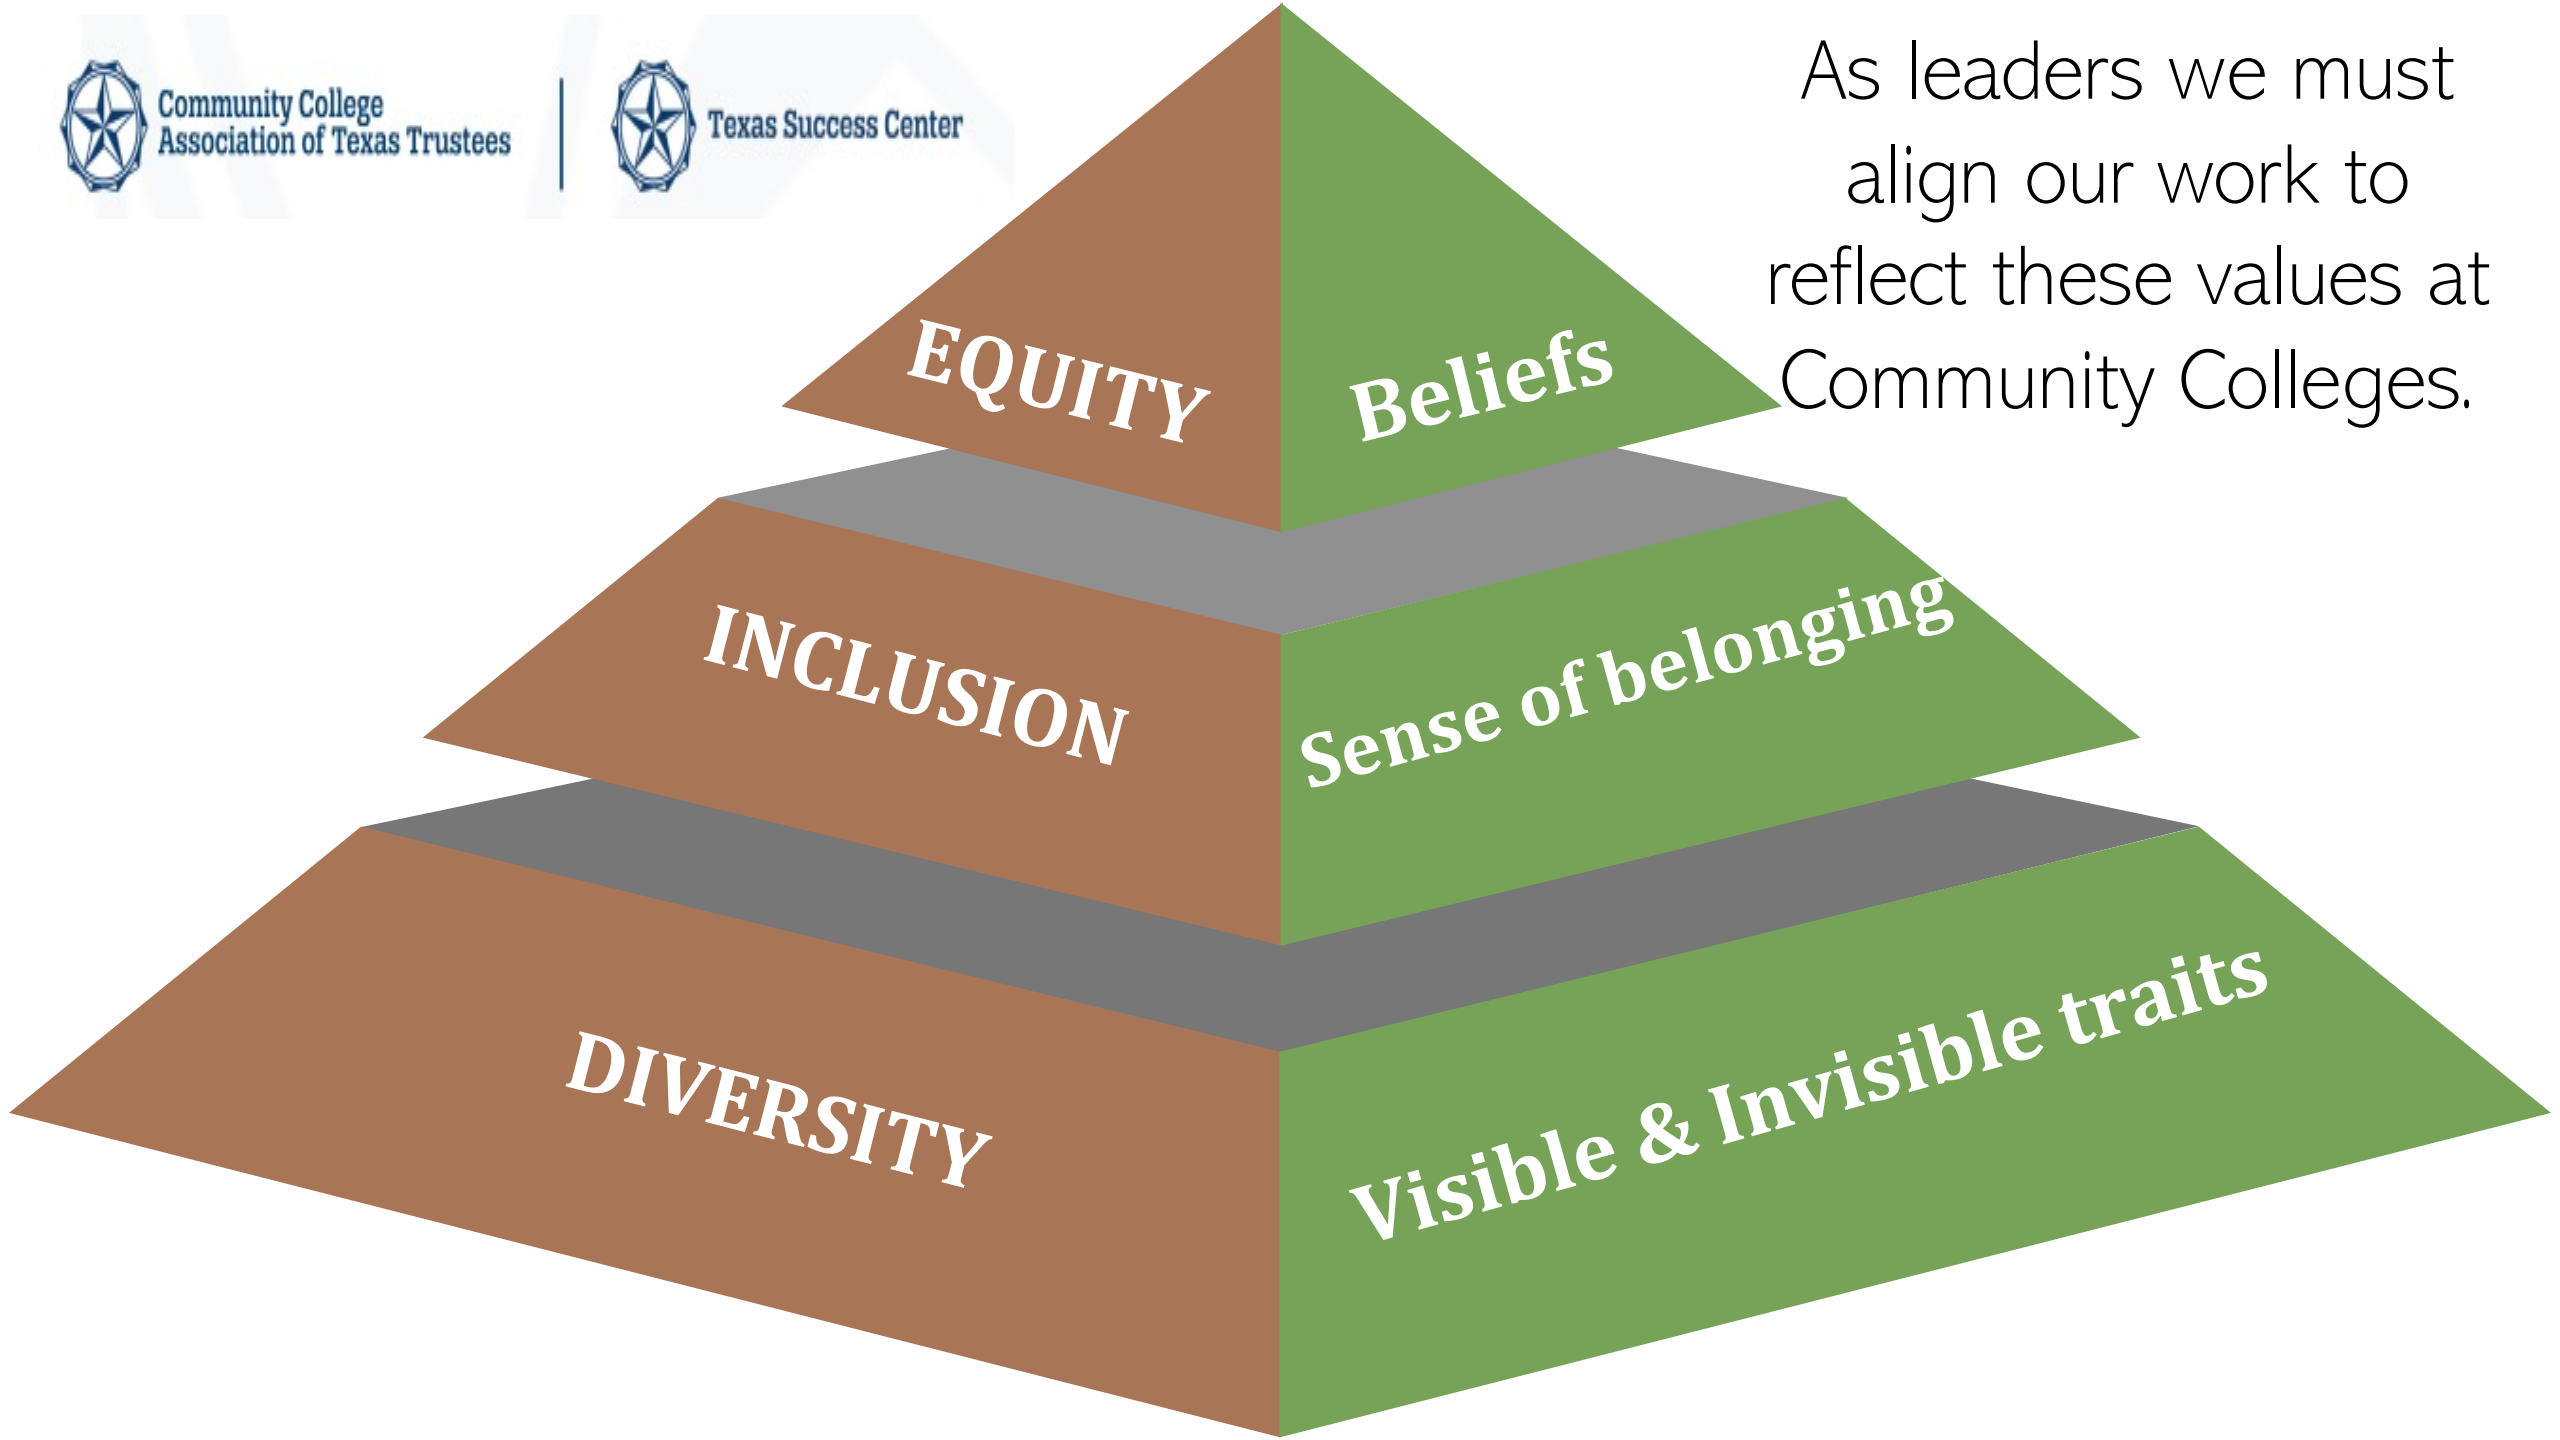 Community College
Association of Texas Trustees
Texas Success Center
As leaders we must
align our work to
reflect these values at
Community Colleges.
EQUITY
Beliefs
INCLUSION
Sense of belonging
DIVERSITY
Visible & Invisible traits